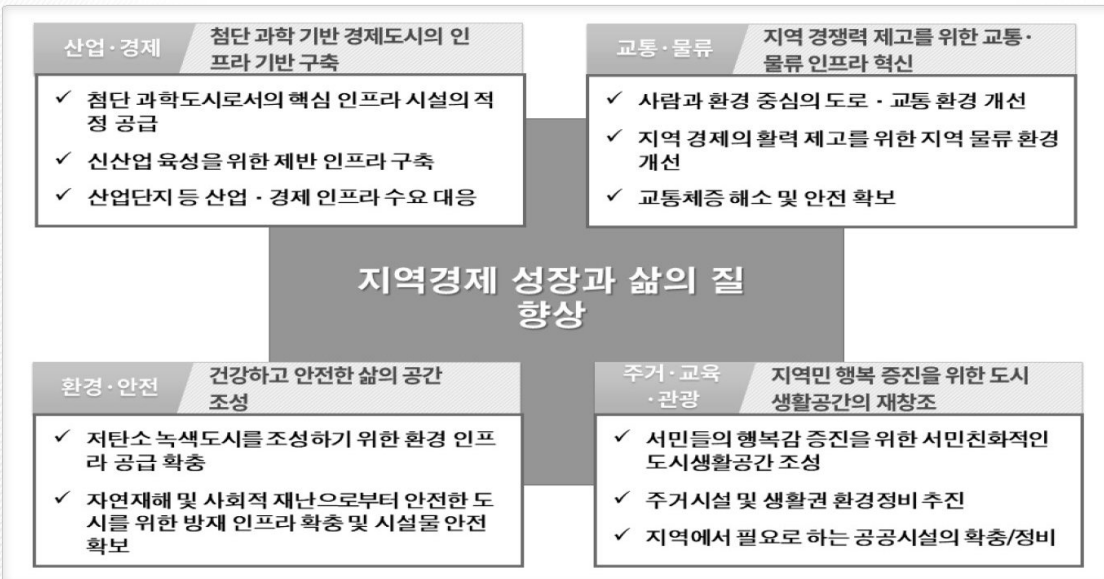 산업·경제
첨단 과학 기반 경제도시의 인
프라 기반 구축
✓ 첨단 과학도시로서의 핵심 인프라 시설의 적
정 공급
✓ 신산업 육성을 위한 제반 인프라 구축
✓ 산업단지 등 산업·경제 인프라 수요 대응
교통·물류
지역 경쟁력 제고를 위한 교통·
물류 인프라 혁신
✓ 사람과 환경 중심의 도로·교통 환경 개선
✓ 지역 경제의 활력 제고를 위한 지역 물류 환경
개선
✓ 교통체증 해소 및 안전 확보
지역경제 성장과 삶의 질
향상
환경·안전
건강하고 안전한 삶의 공간
조성
✓ 저탄소 녹색도시를 조성하기 위한 환경 인프
라 공급 확충
✓ 자연재해 및 사회적 재난으로부터 안전한 도
시를 위한 방재 인프라 확충 및 시설물 안전
확보
주거·교육
·관광
지역민 행복 증진을 위한 도시
생활공간의 재창조
✓ 서민들의 행복감 증진을 위한 서민친화적인
도시생활공간 조성
✓ 주거시설 및 생활권 환경정비 추진
✓ 지역에서 필요로 하는 공공시설의 확충/정비